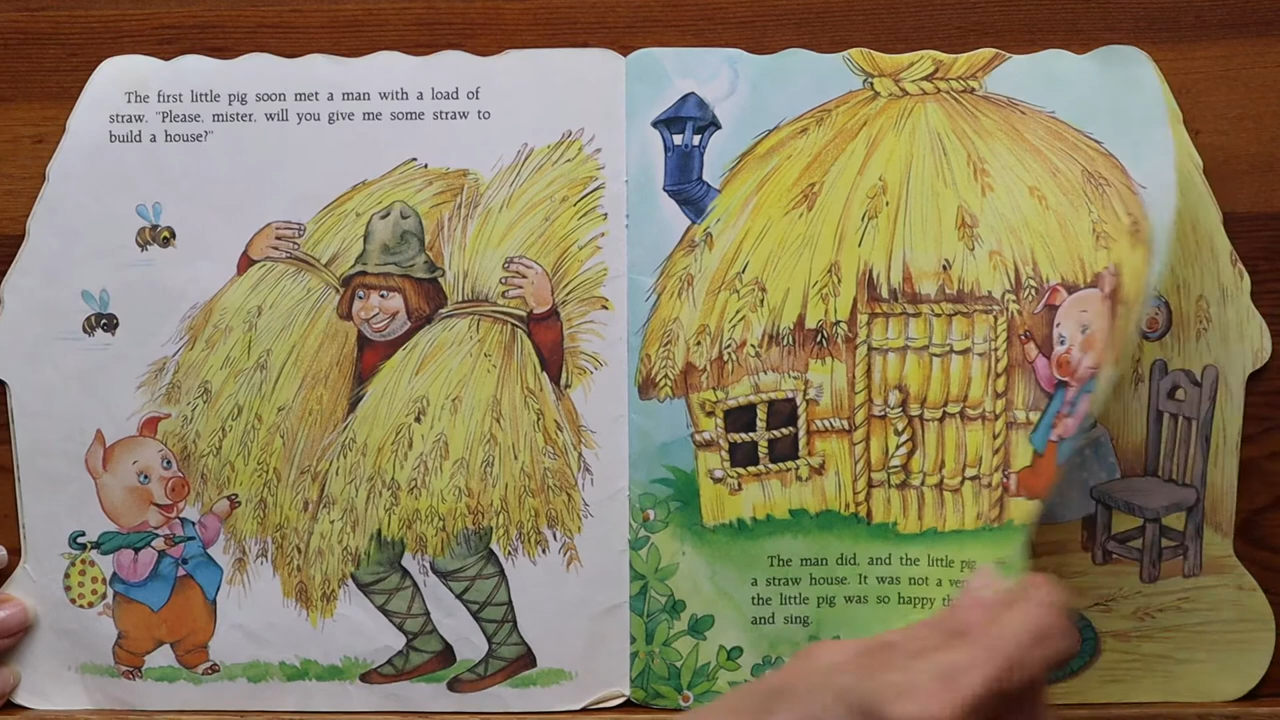 The first little pig soon met a man with a load of
straw. "Please, mister, will you give me some straw to
build a house?"
The man did, and the little pig
a straw house. It was not a
the little pig was so happy
and sing.